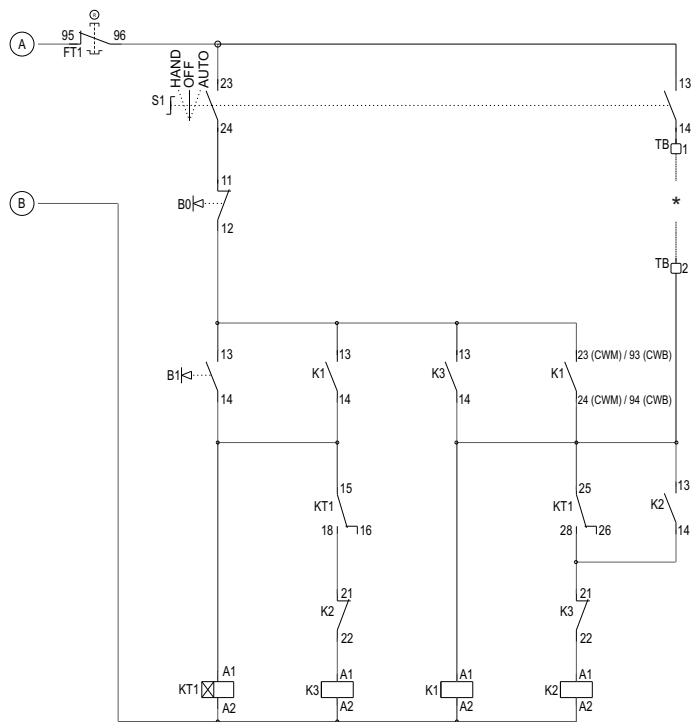 A
95
96
FT1
HAND
OFF
AUTO
S1
23
24
13
14
TB
1
11
B0
12
B
*
TB
2
B1
13
14
K1
13
14
K3
13
14
K1
23 (CWM) / 93 (CWB)
24 (CWM) / 94 (CWB)
15
KT1
18
16
25
KT1
28
26
13
K2
14
21
K2
22
21
K3
22
KT1
A1
A2
K3
A1
A2
K1
A1
A2
K2
A1
A2